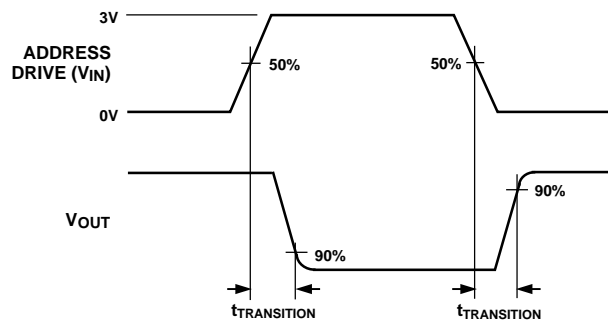 3V
ADDRESS
DRIVE (VIN)
50%
50%
0V
VOUT
90%
90%
tTRANSITION
tTRANSITION